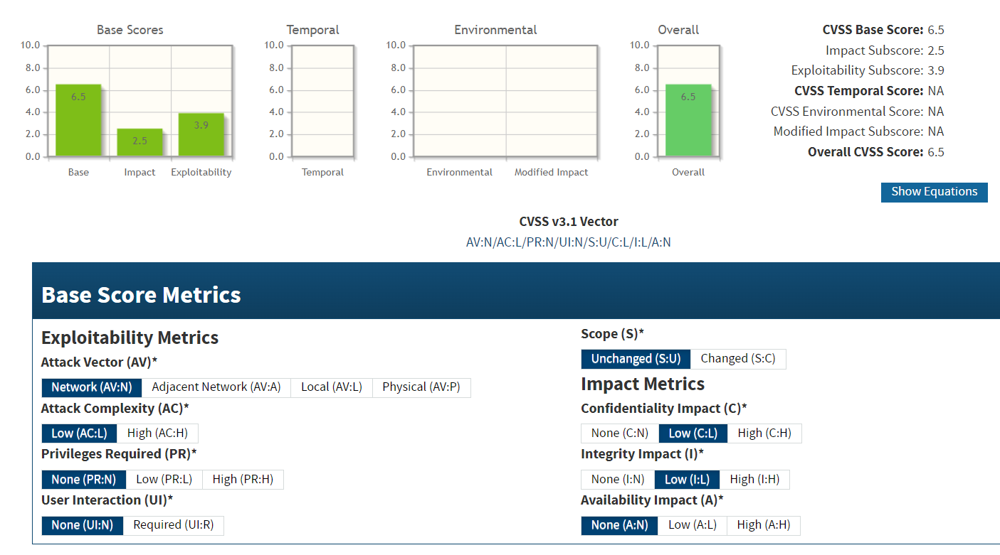 Base Scores
10.0
8.0
6.0
4.0
2.0
0.0
6.5
2.5
3.9
Base Impact Exploitability
Temporal
10.0
8.0
6.0
4.0
2.0
0.0
Temporal
Environmental
10.0
8.0
6.0
4.0
2.0
0.0
Environmental Modified Impact
Overall
10.0
8.0
6.0
4.0
2.0
0.0
6.5
Overall
CVSS Base Score: 6.5
Impact Subscore: 2.5
Exploitability Subscore: 3.9
CVSS Temporal Score: NA
CVSS Environmental Score: NA
Modified Impact Subscore: NA
Overall CVSS Score: 6.5
Show Equations
CVSS v3.1 Vector
AV:N/AC:L/PR:N/UI:N/S:U/C:L/I:L/A:N
Base Score Metrics
Exploitability Metrics
Attack Vector (AV)*
Network (AV:N) Adjacent Network (AV:A) Local (AV:L) Physical (AV:P)
Attack Complexity (AC)*
Low (AC:L) High (AC:H)
Privileges Required (PR)*
None (PR:N) Low (PR:L) High (PR:H)
User Interaction (UI)*
None (UI:N) Required (UI:R)
Scope (S)*
Unchanged (S:U) Changed (S:C)
Impact Metrics
Confidentiality Impact (C)*
None (C:N) Low (C:L) High (C:H)
Integrity Impact (I)*
None (I:N) Low (I:L) High (I:H)
Availability Impact (A)*
None (A:N) Low (A:L) High (A:H)